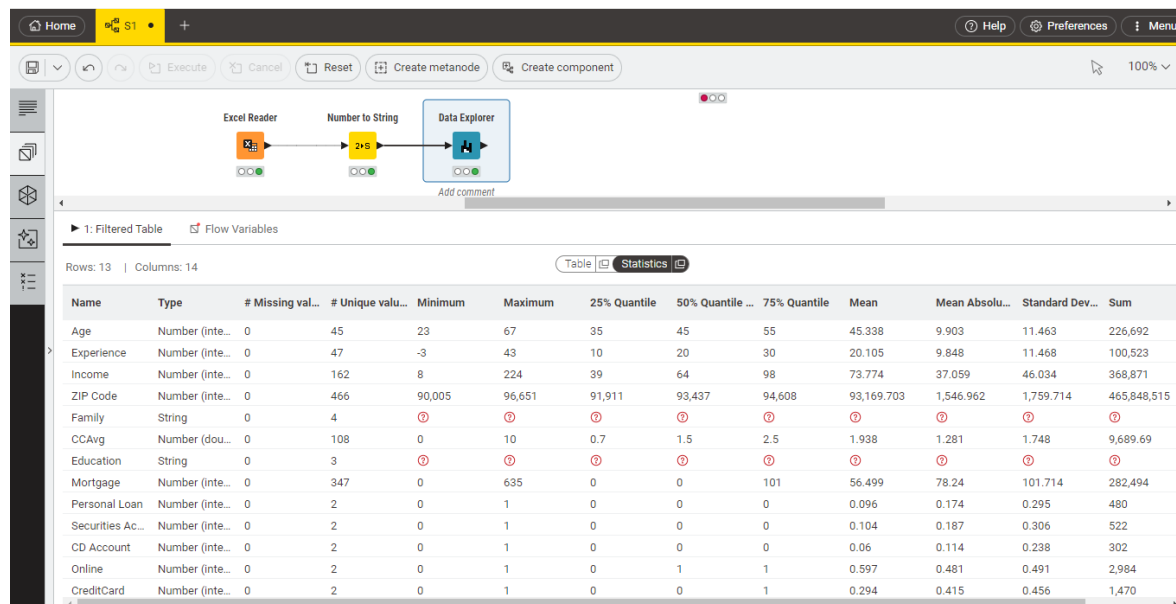 Home S1 + Help Preferences Menu
Execute Cancel Reset Create metanode Create component 100%
Excel Reader Number to String Data Explorer
2 S
Add comment
1: Filtered Table Flow Variables
Rows: 13 | Columns: 14 Table Statistics
Name Type # Missing val... # Unique valu... Minimum Maximum 25% Quantile 50% Quantile ... 75% Quantile Mean Mean Absolu... Standard Dev... Sum
Age Number (inte... 0 45 23 67 35 45 55 45.338 9.903 11.463 226,692
Experience Number (inte... 0 47 -3 43 10 20 30 20.105 9.848 11.468 100,523
Income Number (inte... 0 162 8 224 39 64 98 73.774 37.059 46.034 368,871
ZIP Code Number (inte... 0 466 90,005 96,651 91,911 93,437 94,608 93,169.703 1,546.962 1,759.714 465,848,515
Family String 0 4 ? ? ? ? ? ? ? ? ?
CCAvg Number (dou... 0 108 0 10 0.7 1.5 2.5 1.938 1.281 1.748 9,689.69
Education String 0 3 ? ? ? ? ? ? ? ? ?
Mortgage Number (inte... 0 347 0 635 0 0 101 56.499 78.24 101.714 282,494
Personal Loan Number (inte... 0 2 0 1 0 0 0 0.096 0.174 0.295 480
Securities Ac... Number (inte... 0 2 0 1 0 0 0 0.104 0.187 0.306 522
CD Account Number (inte... 0 2 0 1 0 0 0 0.06 0.114 0.238 302
Online Number (inte... 0 2 0 1 0 1 1 0.597 0.481 0.491 2,984
CreditCard Number (inte... 0 2 0 1 0 0 1 0.294 0.415 0.456 1,470